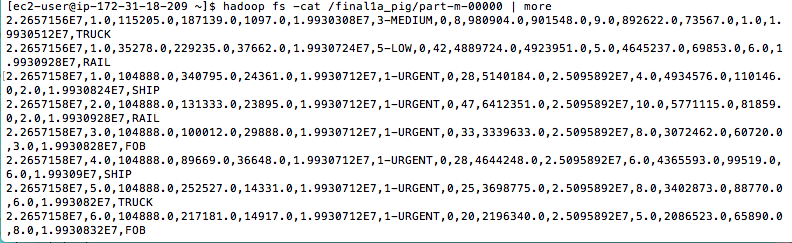 [ec2-user@ip-172-31-18-209 ~]$ hadoop fs -cat /final1a_pig/part-m-00000 | more
2.2657156E7,1.0,115205.0,187139.0,1097.0,1.9930308E7,3-MEDIUM,0,8,980904.0,901548.0,9.0,892622.0,73567.0,1.0,1.
9930512E7,TRUCK
2.2657157E7,1.0,35278.0,229235.0,37662.0,1.9930724E7,5-LOW,0,42,4889724.0,4923951.0,5.0,4645237.0,69853.0,6.0,1
.9930928E7,RAIL
2.2657158E7,1.0,104888.0,340795.0,24361.0,1.9930712E7,1-URGENT,0,28,5140184.0,2.5095892E7,4.0,4934576.0,110146.
0,2.0,1.9930824E7,SHIP
2.2657158E7,2.0,131333.0,23895.0,1.9930712E7,1-URGENT,0,47,6412351.0,2.5095892E7,10.0,5771115.0,81859.
0,2.0,1.9930928E7,RAIL
2.2657158E7,3.0,104888.0,100012.0,29888.0,1.9930712E7,1-URGENT,0,33,3339633.0,2.5095892E7,8.0,3072462.0,60720.0
,3.0,1.9930828E7,FOB
2.2657158E7,4.0,104888.0,89669.0,36648.0,1.9930712E7,1-URGENT,0,28,4644248.0,2.5095892E7,6.0,4365593.0,99519.0,
6.0,1.99309E7,SHIP
2.2657158E7,5.0,104888.0,252527.0,14331.0,1.9930712E7,1-URGENT,0,25,3698775.0,2.5095892E7,8.0,3402873.0,88770.0
,6.0,1.993082E7,TRUCK
2.2657158E7,6.0,104888.0,217181.0,14917.0,1.9930712E7,1-URGENT,0,20,2196340.0,2.5095892E7,5.0,2086523.0,65890.0
,8.0,1.9930832E7,FOB